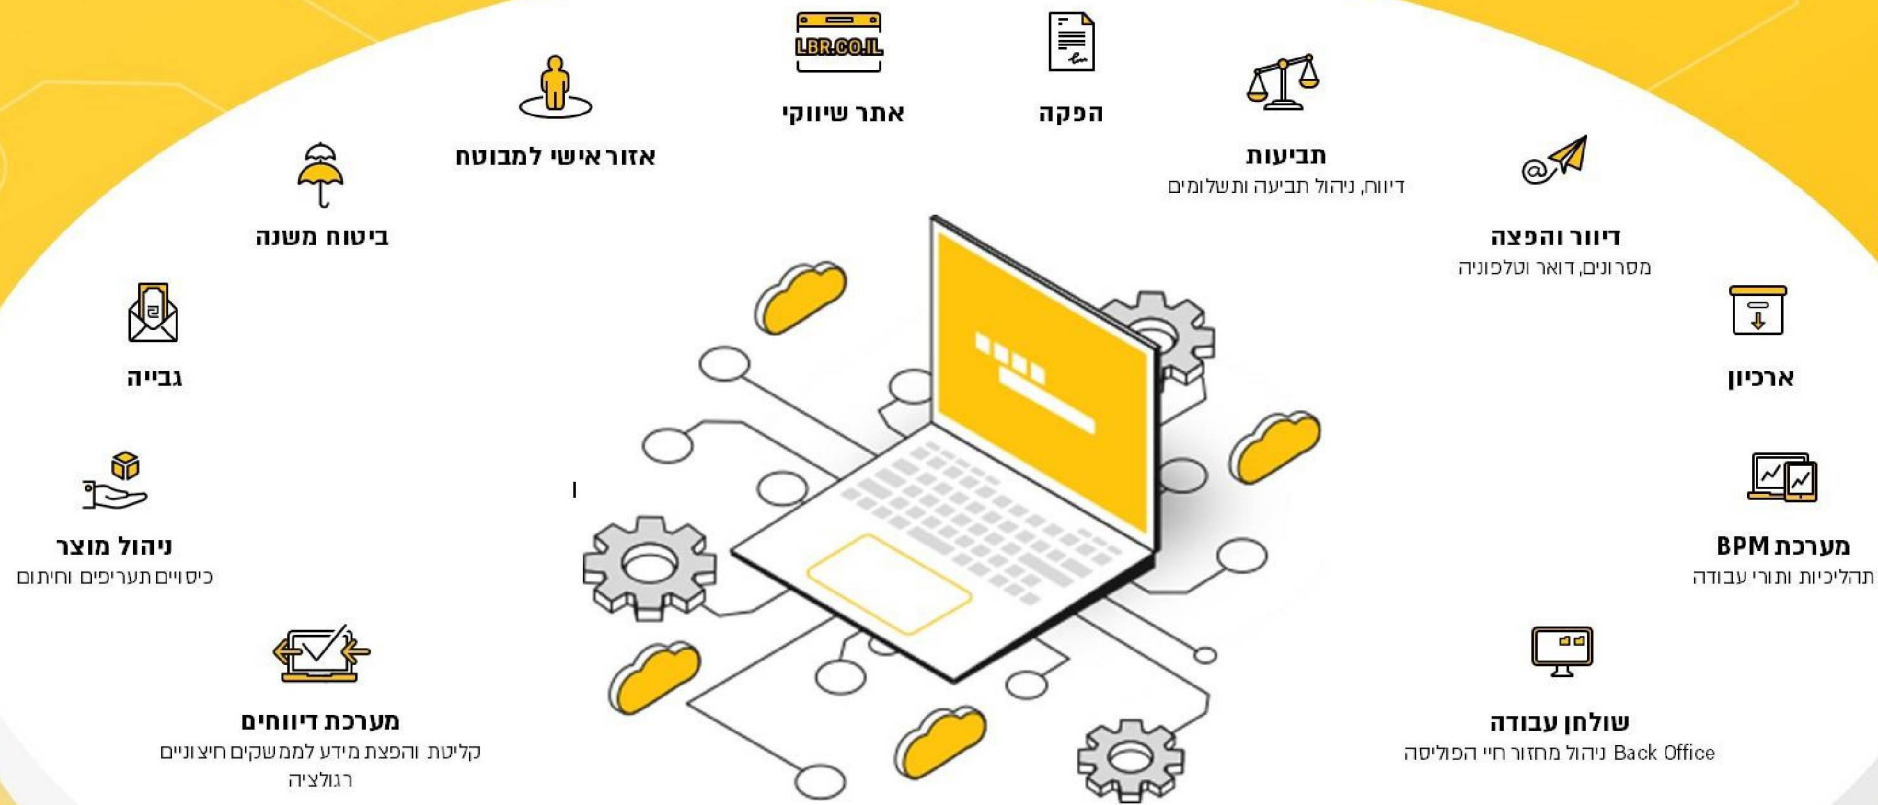 LBR.CO.IL
הפקה
אתר שיווקי
תביעות
דיווח, ניהול תביעה ותשלומים
אזור אישי למבוטח
דיוור והפצה
מסרונים, דואר וטלפוניה
ביטוח משנה
ארכיון
גבייה
מערכת BPM
תהליכיות ותורי עבודה
ניהול מוצר
כיסויים תעריפים וחיתום
שולחן עבודה
Back Office ניהול מחזור חיי הפוליסה
מערכת דיווחים
קליטת והפצת מידע לממשקים חיצוניים
רגולציה